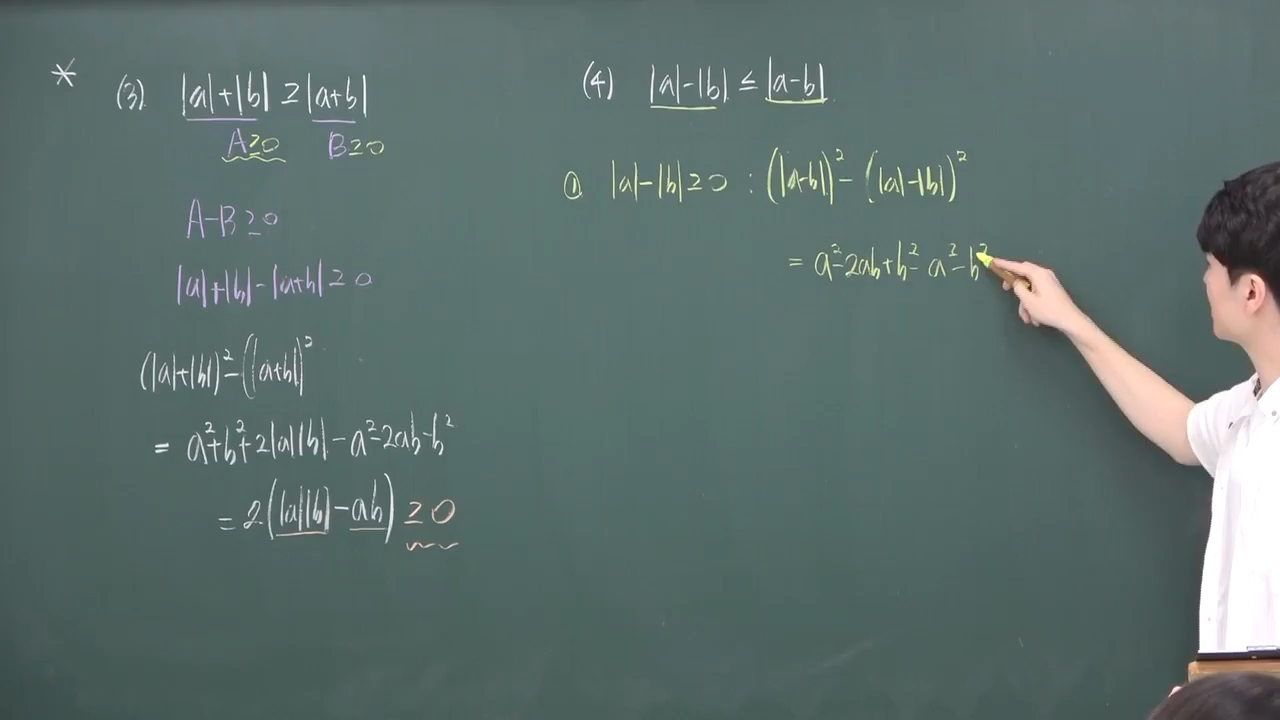 * (3) |a|+|b| ≥ |a+b|
A≥0 B≥0
A-B≥0
|a|+|b|-|a+b|≥0
(|a|+|b|)²-(|a+b|)²
= a²+b²+2|a||b|-a²-2ab-b²
= 2(|a||b|-ab) ≥0
(4) |a|-|b| ≤ |a-b|
① |a|-|b|≥0 : (|a-b|)²-(|a|-|b|)²
= a²-2ab+b²-a²-b²